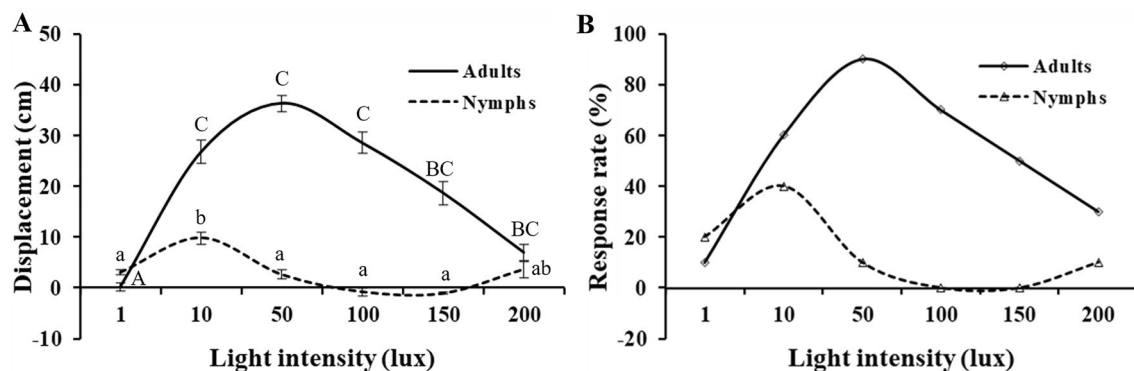 A
Displacement (cm)
50
40
30
20
10
0
-10
Adults
Nymphs
C
C
C
BC
BC
A
a
b
a
a
a
ab
1 10 50 100 150 200
Light intensity (lux)
B
Response rate (%)
100
80
60
40
20
0
-20
Adults
Nymphs
1 10 50 100 150 200
Light intensity (lux)